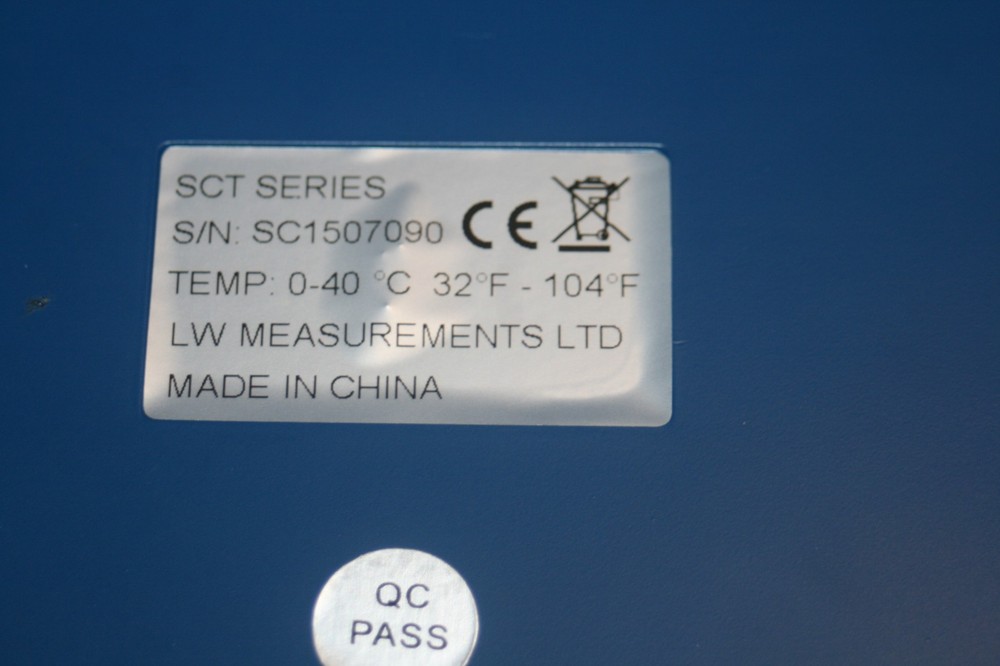 SCT SERIES
S/N: SC1507090 CE
TEMP: 0-40 °C 32°F - 104°F
LW MEASUREMENTS LTD
MADE IN CHINA
QC
PASS